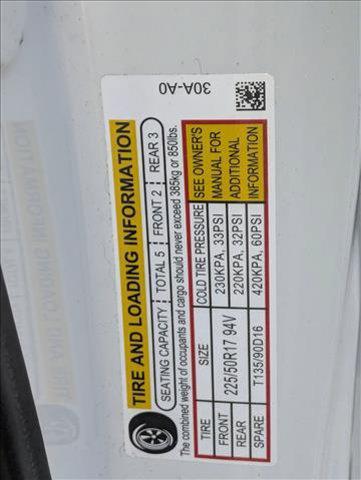 30A-A0
TIRE AND LOADING INFORMATION
SEATING CAPACITY TOTAL 5 FRONT 2 REAR 3
The combined weight of occupants and cargo should never exceed 385kg or 850lbs.
TIRE SIZE COLD TIRE PRESSURE
FRONT 225/50R17 94V 230KPA, 33PSI
REAR 220KPA, 32PSI
SPARE T135/90D16 420KPA, 60PSI
SEE OWNER'S
MANUAL FOR
ADDITIONAL
INFORMATION